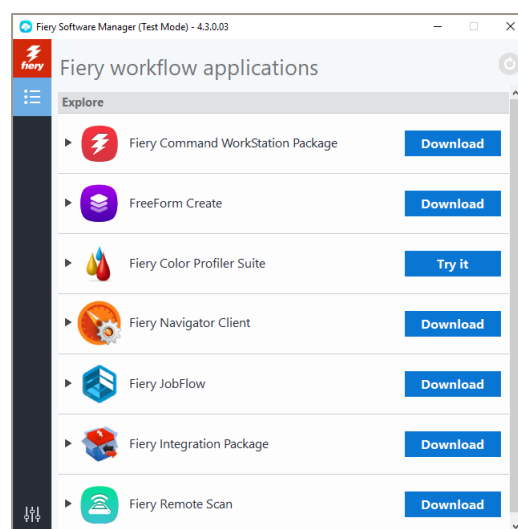 Fiery Software Manager (Test Mode) - 4.3.0.03
fiery
Fiery workflow applications
Explore
Fiery Command WorkStation Package
Download
FreeForm Create
Download
Fiery Color Profiler Suite
Try it
Fiery Navigator Client
Download
Fiery JobFlow
Download
Fiery Integration Package
Download
Fiery Remote Scan
Download